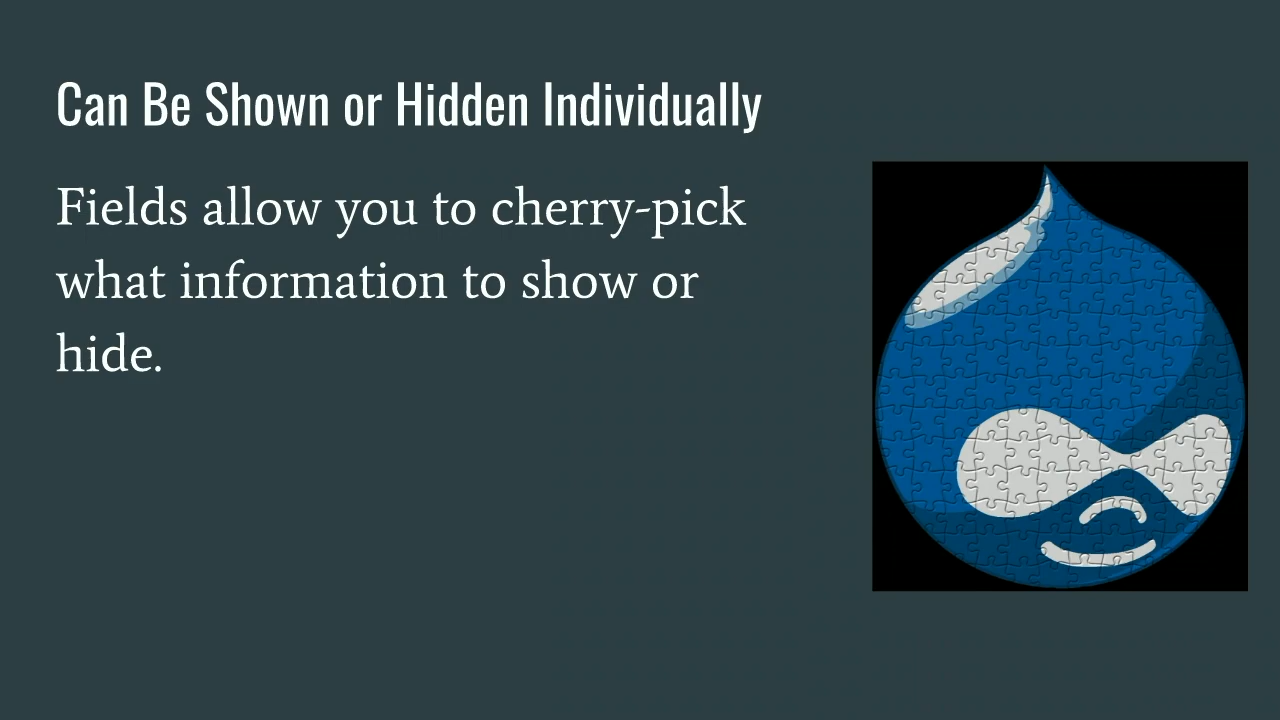 Can Be Shown or Hidden Individually
Fields allow you to cherry-pick
what information to show or
hide.